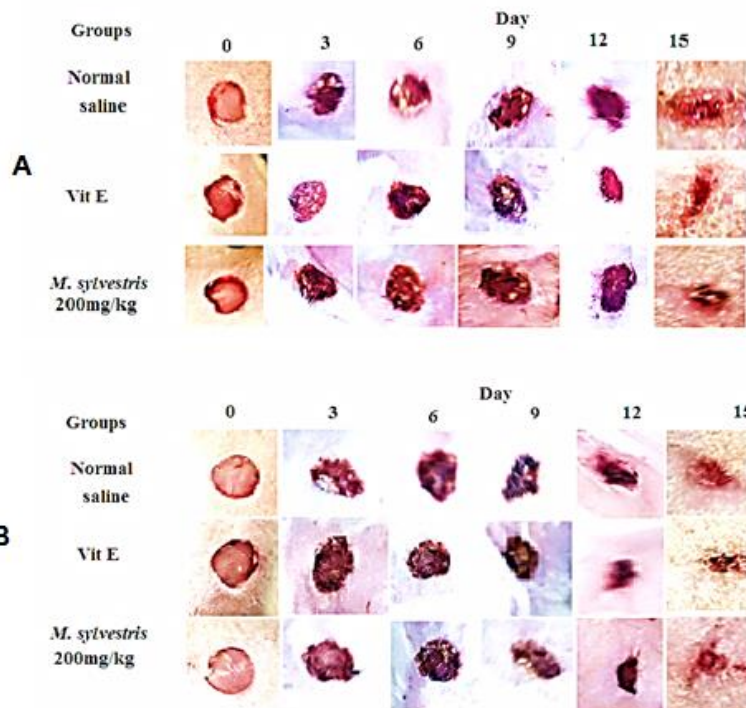 Day
Groups
0 3 6 9 12 15
Normal
saline
A
Vit E
M. sylvestris
200mg/kg
Day
0 3 6 9 12 15
Groups
Normal
saline
B
Vit E
M. sylvestris
200mg/kg